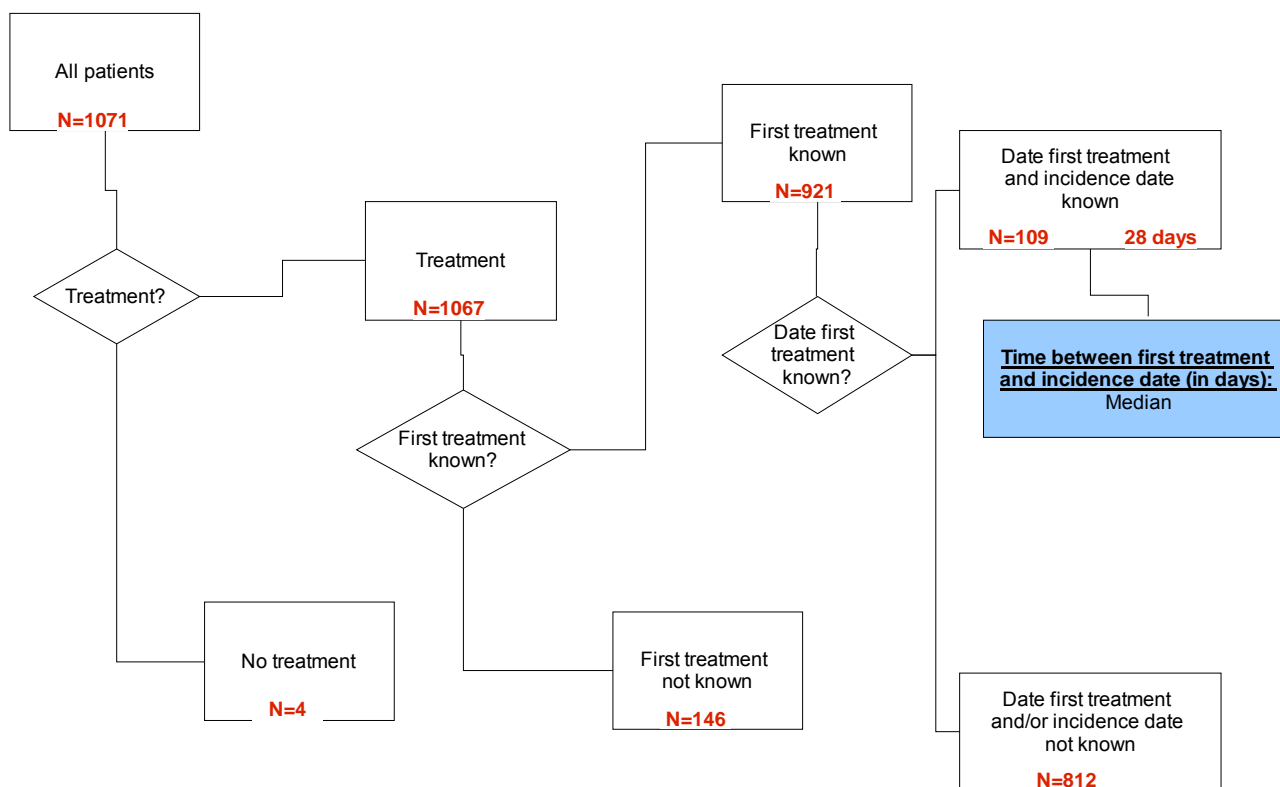 All patients
N=1071
Treatment?
Treatment
N=1067
First treatment
known?
First treatment
known
N=921
Date first
treatment
known?
Date first treatment
and incidence date
known
N=109 28 days
Time between first treatment
and incidence date (in days):
Median
No treatment
N=4
First treatment
not known
N=146
Date first treatment
and/or incidence date
not known
N=812